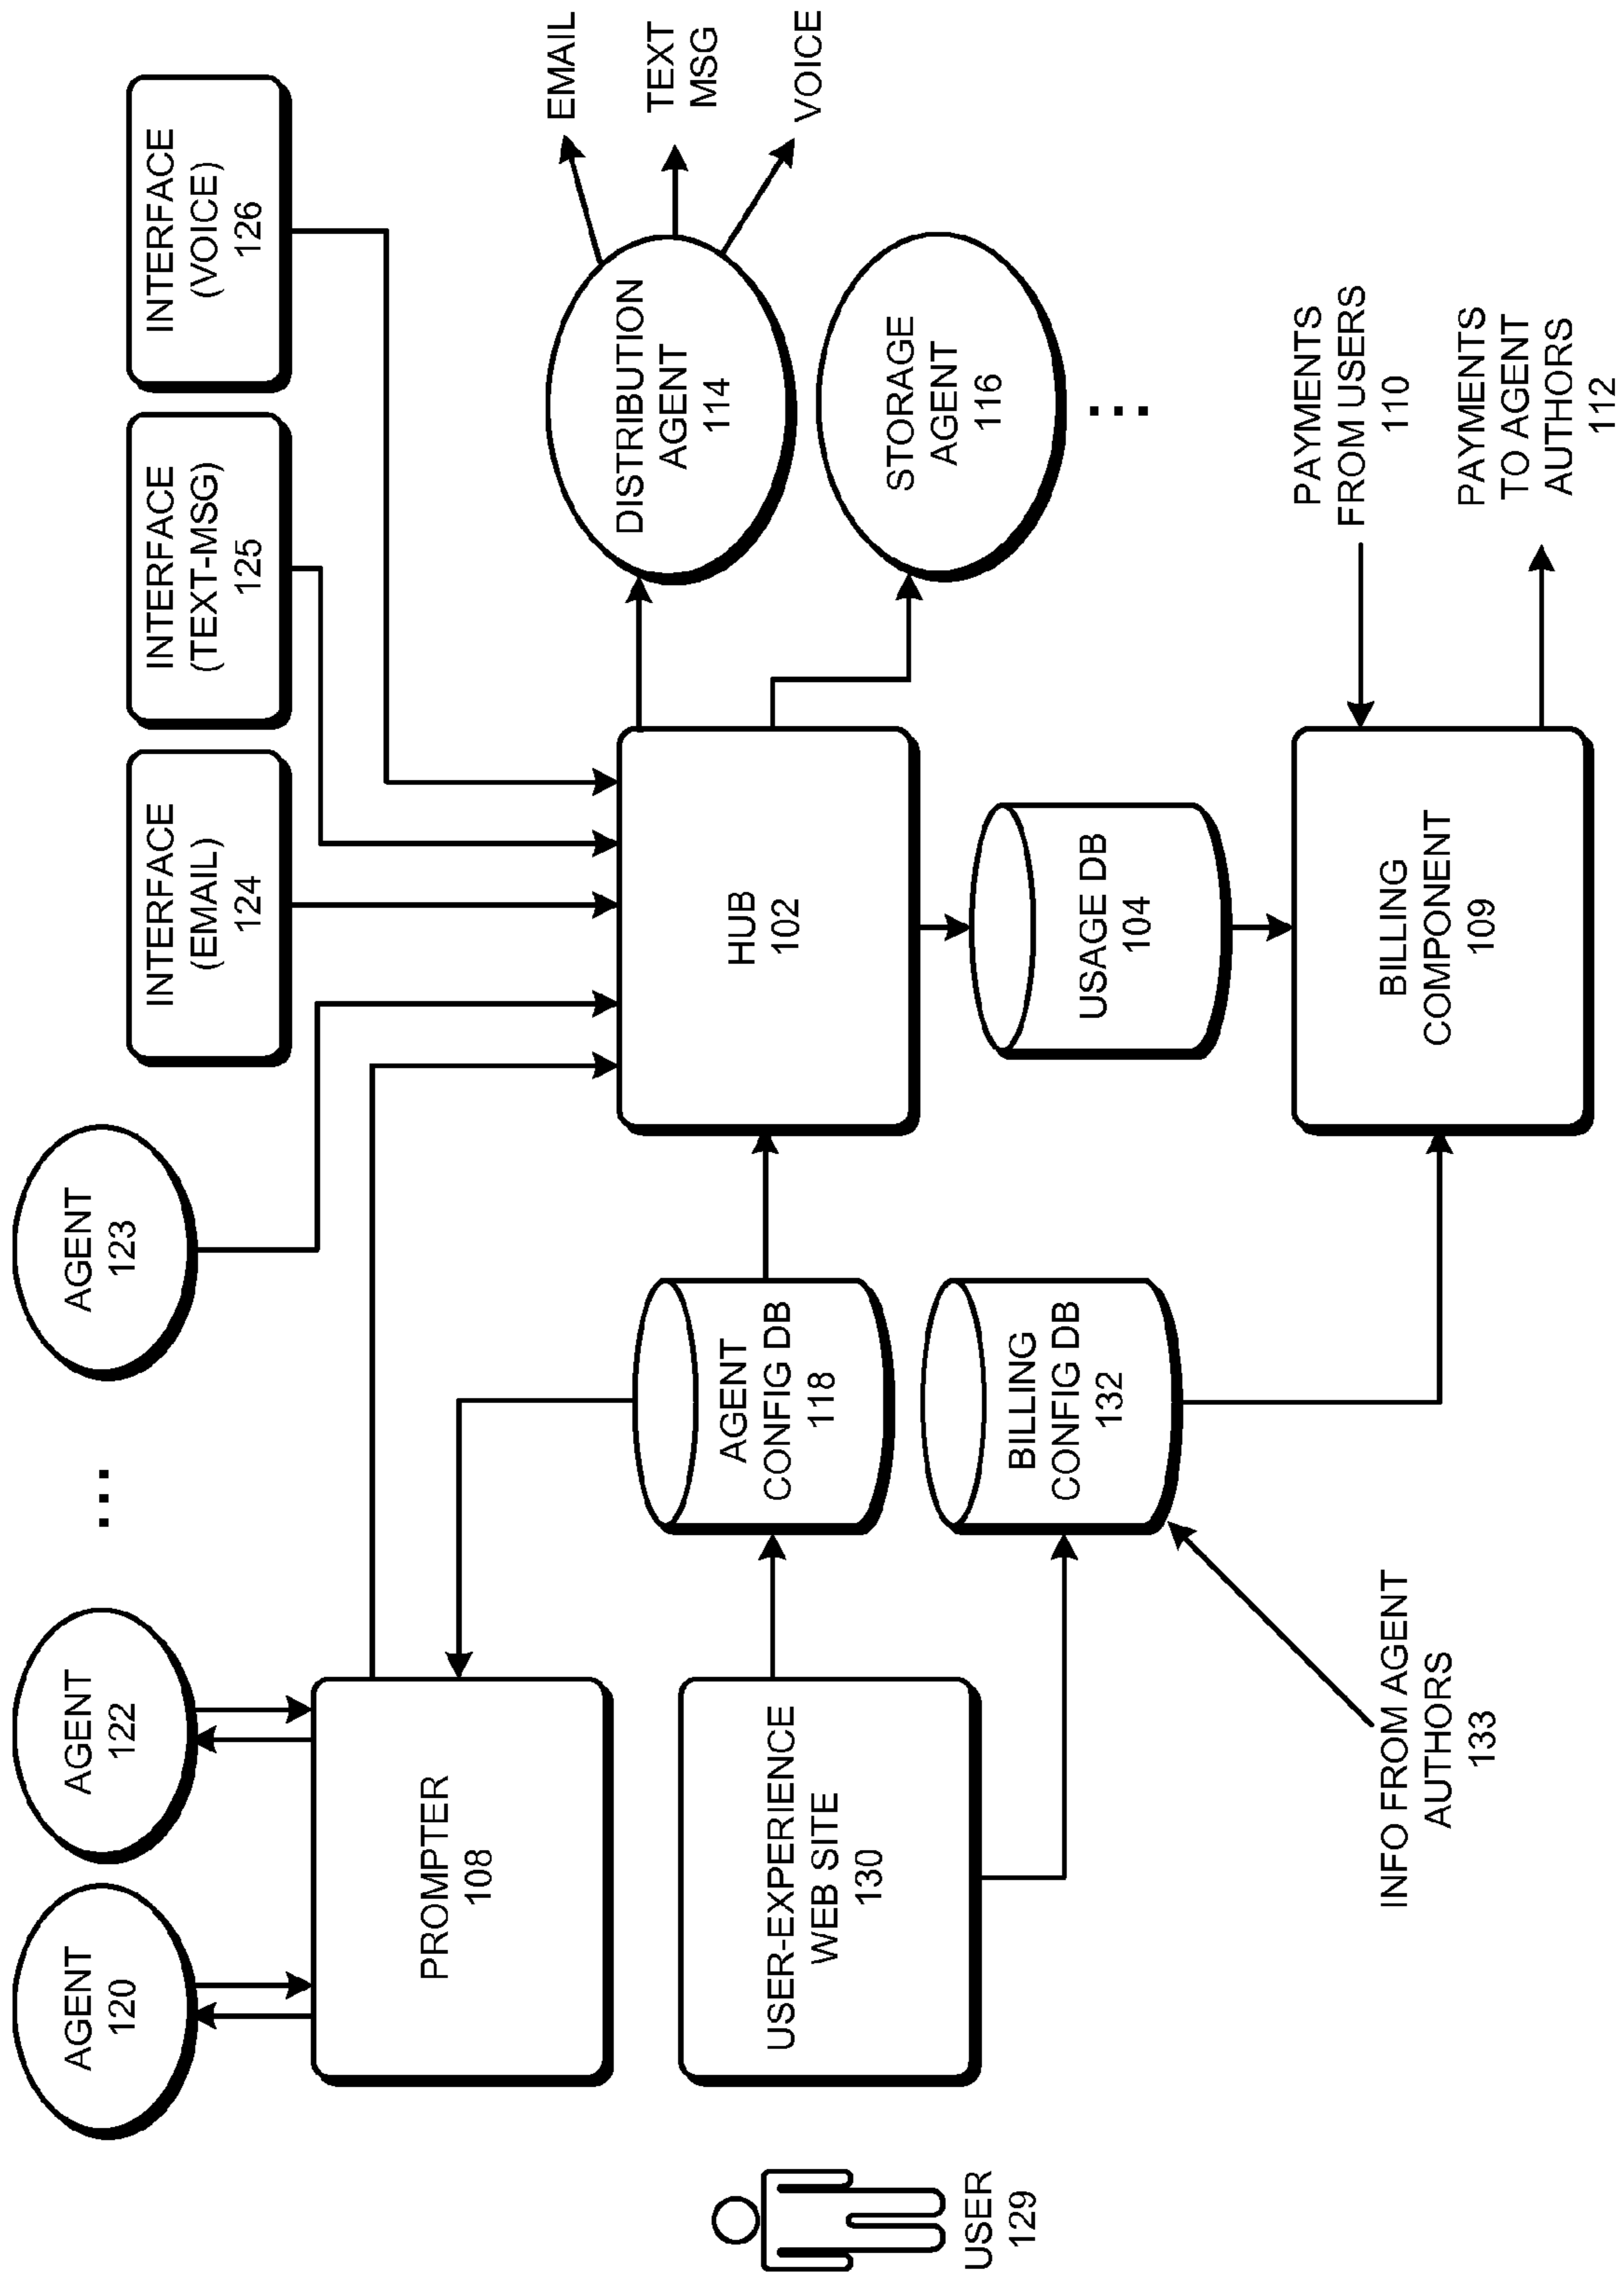 AGENT
120
AGENT
122
...
AGENT
123
INTERFACE
(EMAIL)
124
INTERFACE
(TEXT-MSG)
125
INTERFACE
(VOICE)
126
PROMPTER
108
USER
129
USER-EXPERIENCE
WEB SITE
130
AGENT
CONFIG DB
118
HUB
102
DISTRIBUTION
AGENT
114
EMAIL
TEXT
MSG
VOICE
STORAGE
AGENT
116
...
BILLING
CONFIG DB
132
USAGE DB
104
INFO FROM AGENT
AUTHORS
133
BILLING
COMPONENT
109
PAYMENTS
FROM USERS
110
PAYMENTS
TO AGENT
AUTHORS
112